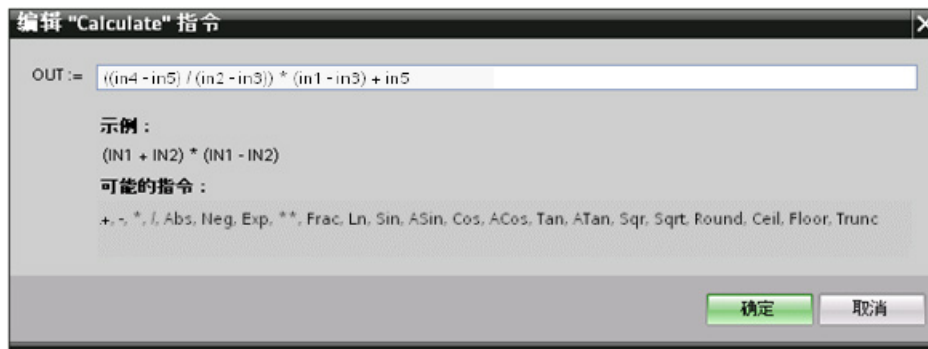 编辑 "Calculate" 指令
OUT := ((in4 - in5) / (in2 - in3)) * (in1 - in3) + in5
示例：
(IN1 + IN2) * (IN1 - IN2)
可能的指令：
+, -, *, /, Abs, Neg, Exp, **, Frac, Ln, Sin, ASin, Cos, ACos, Tan, ATan, Sqr, Sqrt, Round, Ceil, Floor, Trunc
确定 取消